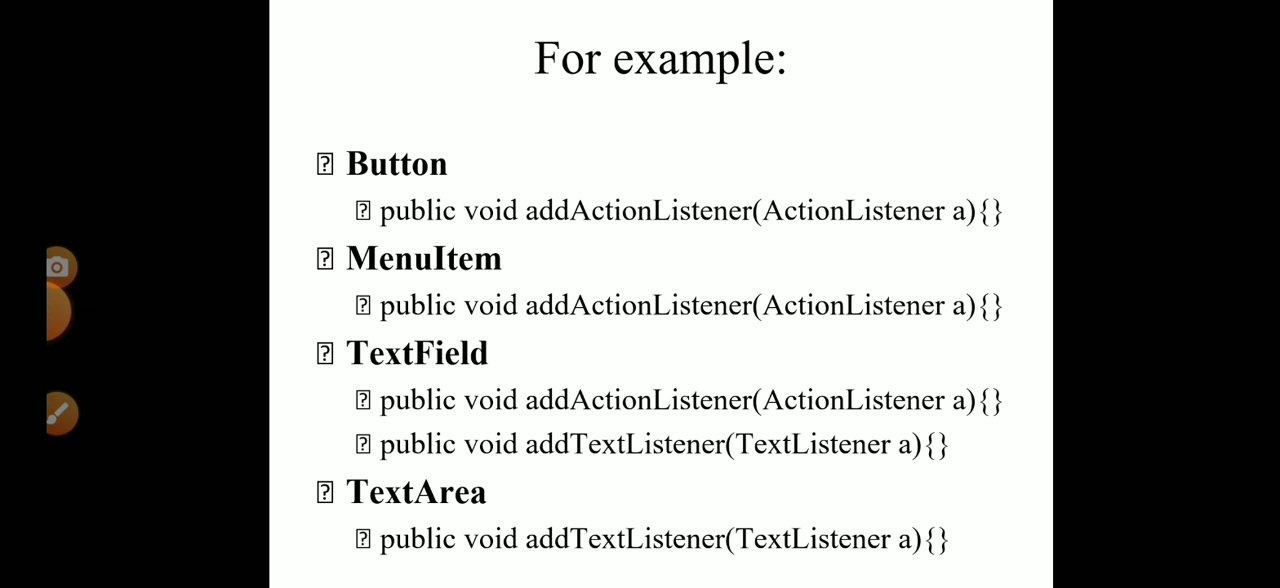 For example:
Button
public void addActionListener(ActionListener a){}
MenuItem
public void addActionListener(ActionListener a){}
TextField
public void addActionListener(ActionListener a){}
public void addTextListener(TextListener a){}
TextArea
public void addTextListener(TextListener a){}